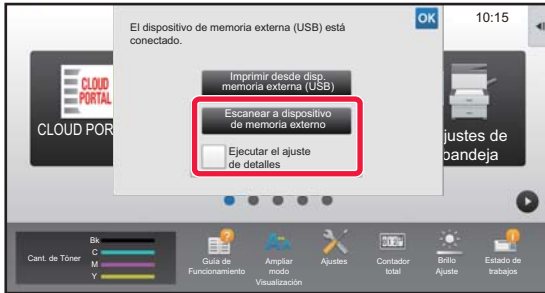 El dispositivo de memoria externa (USB) está
conectado.
OK
10:15
Imprimir desde disp.
memoria externa (USB)
Escanear a dispositivo
de memoria externo
Ejecutar el ajuste
de detalles
CLOUD
PORTAL
CLOUD POR
justes de
bandeja
Cant. de Tóner
Bk
C
M
Y
Guía de
Funcionamiento
Ampliar
modo
Visualización
Ajustes
Contador
total
Brillo
Ajuste
Estado de
trabajos